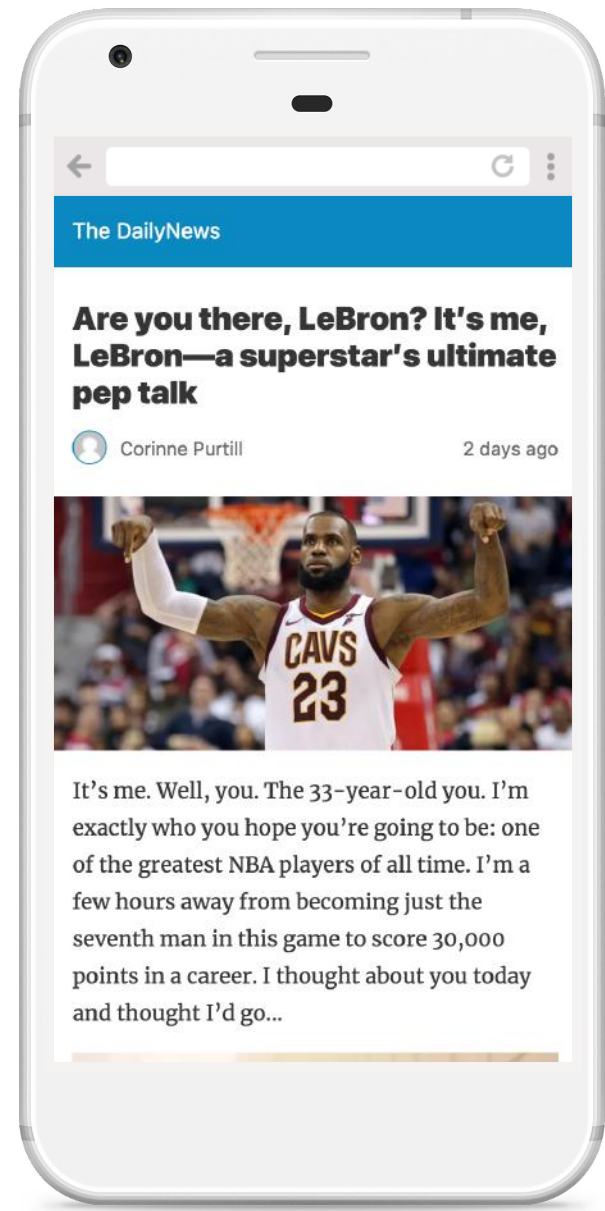 The DailyNews
Are you there, LeBron? It's me,
LeBron—a superstar's ultimate
pep talk
Corinne Purtill 2 days ago
CAVS
23
It's me. Well, you. The 33-year-old you. I'm
exactly who you hope you're going to be: one
of the greatest NBA players of all time. I'm a
few hours away from becoming just the
seventh man in this game to score 30,000
points in a career. I thought about you today
and thought I'd go...